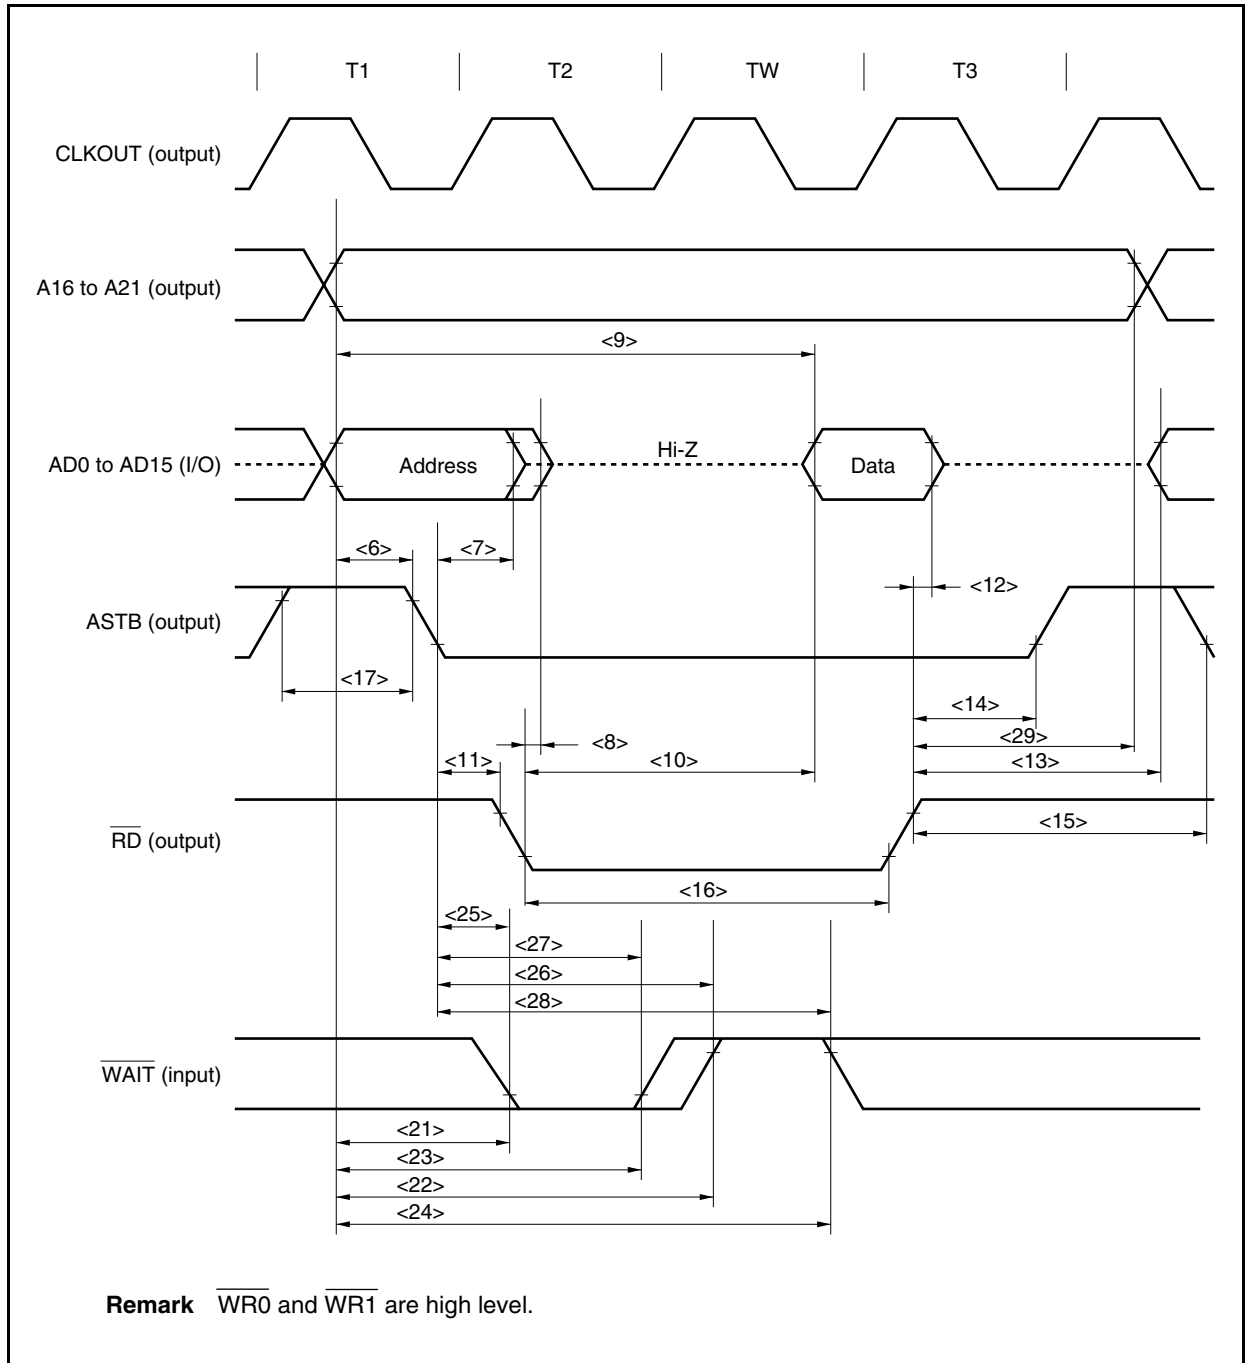 T1 T2 TW T3
CLKOUT (output)
A16 to A21 (output)
<9>
AD0 to AD15 (I/O)
Address
Hi-Z
Data
<6> <7>
<12>
ASTB (output)
<17>
<14>
<8>
<29>
<11>
<10>
<13>
RD (output)
<15>
<16>
<25>
<27>
<26>
<28>
WAIT (input)
<21>
<23>
<22>
<24>
Remark WR0 and WR1 are high level.